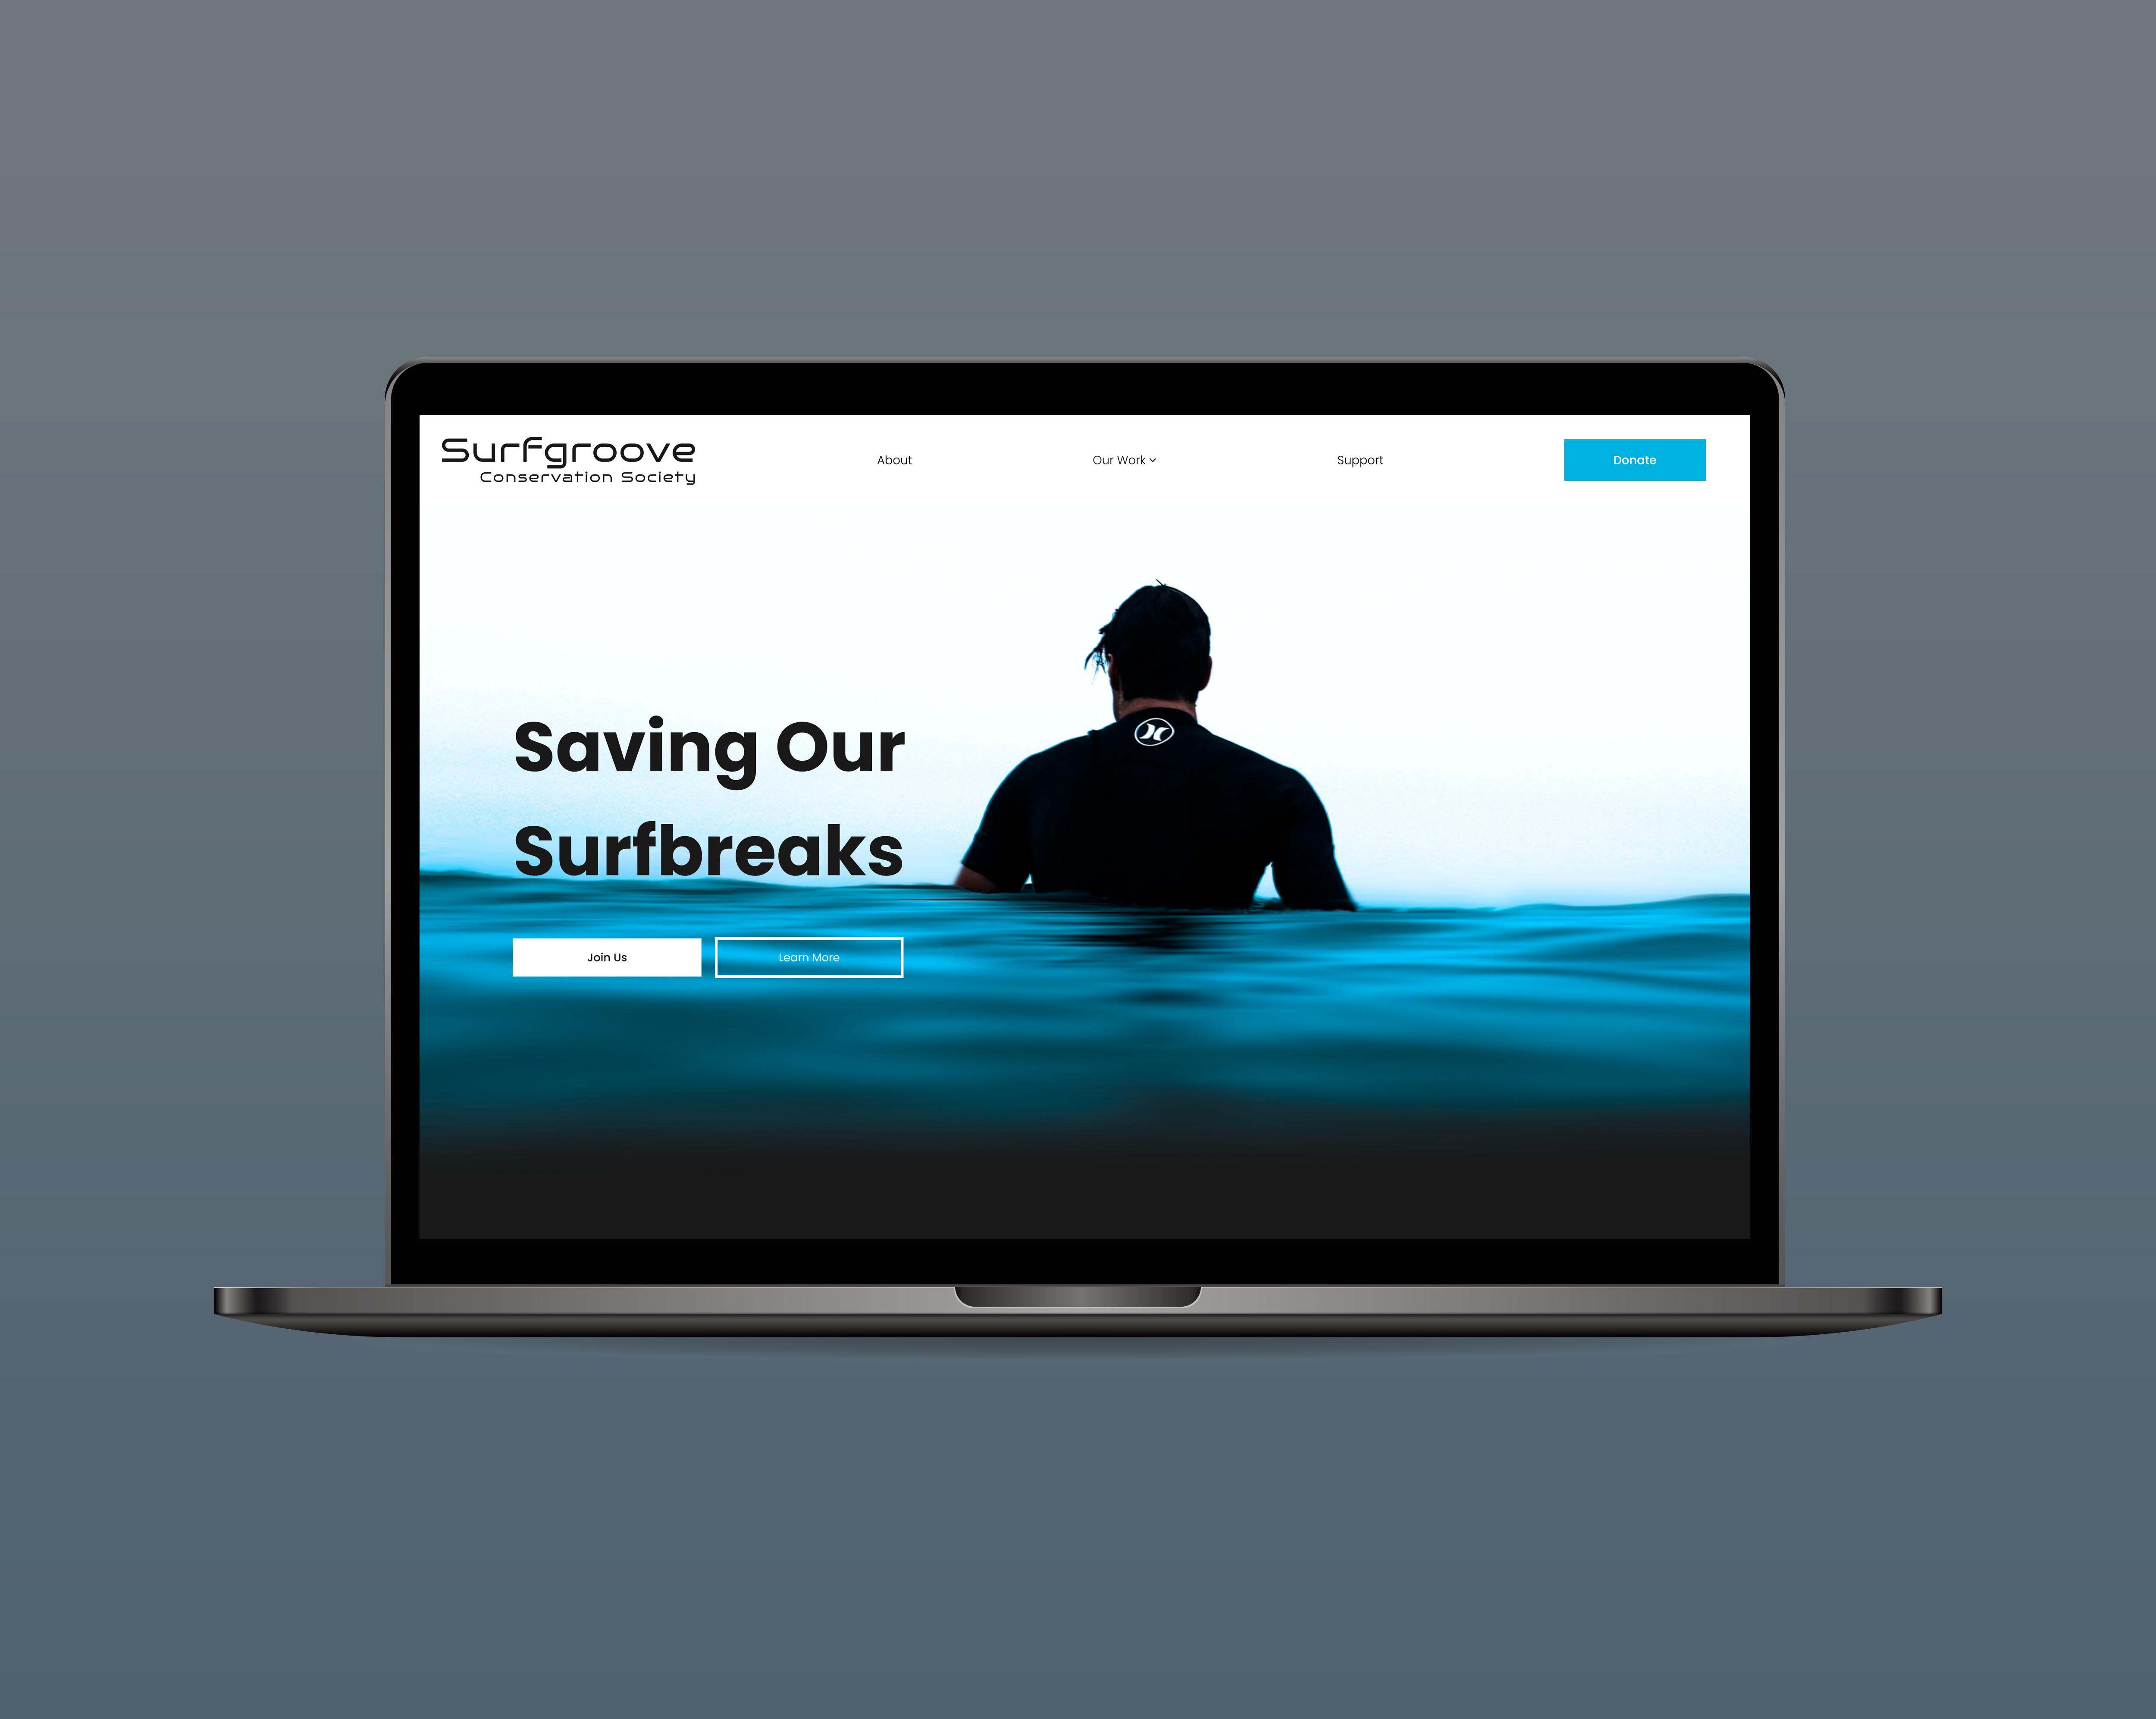 Surfgroove
Conservation Society
About
Our Work
Support
Donate
Saving Our
Surfbreaks
Join Us
Learn More